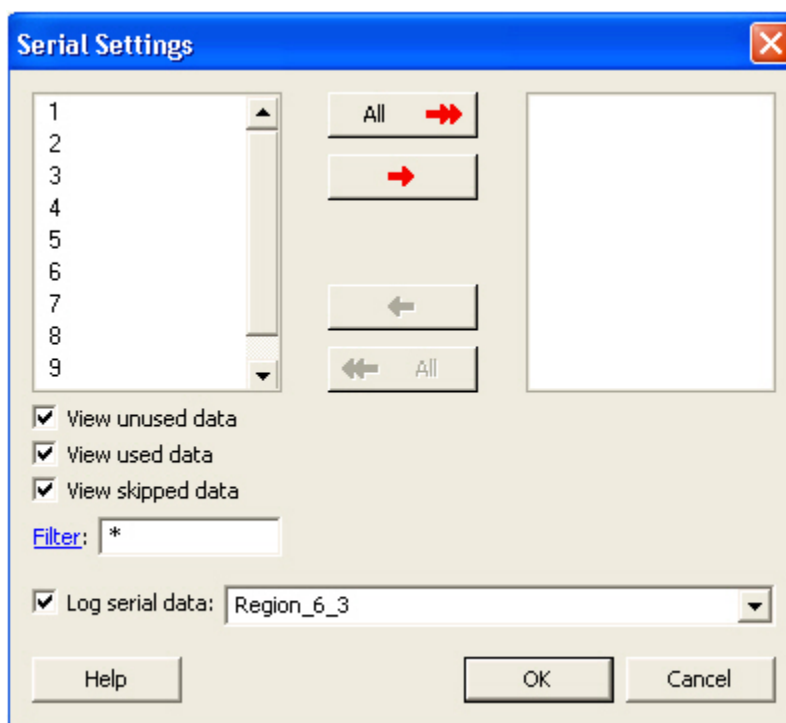 Serial Settings
1
2
3
4
5
6
7
8
9
All
All
View unused data
View used data
View skipped data
Filter: *
Log serial data: Region_6_3
Help
OK
Cancel